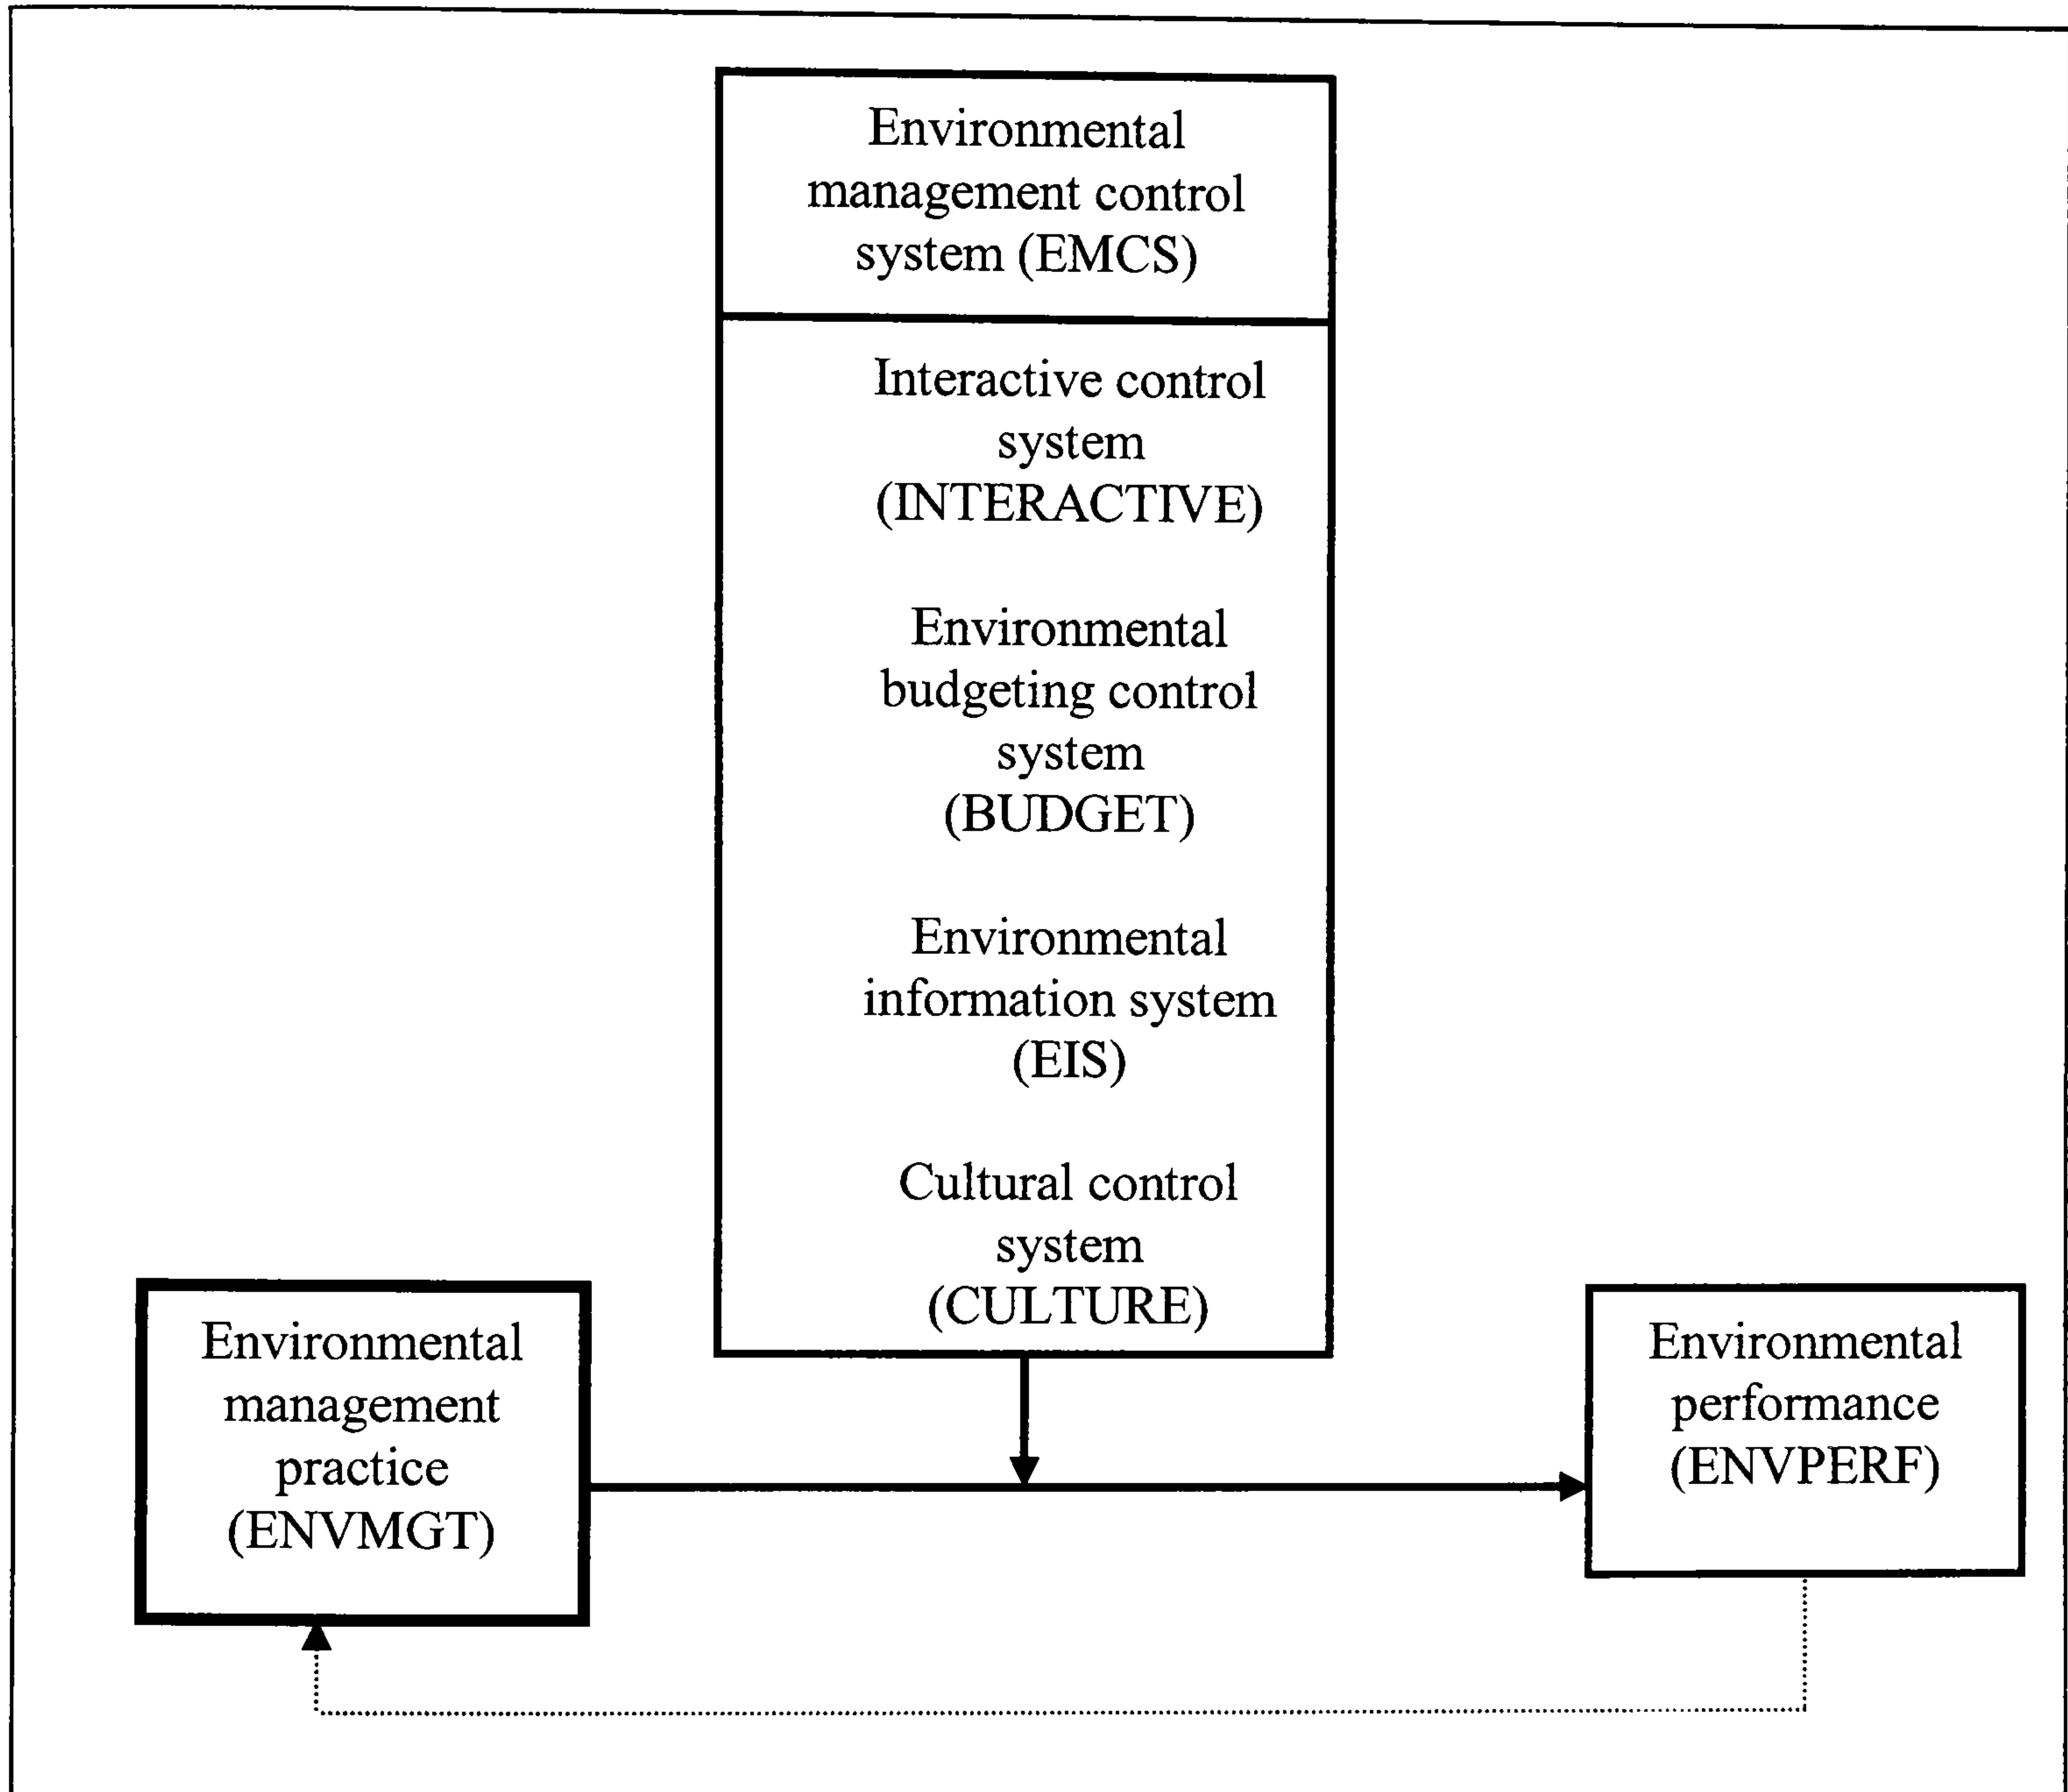 Environmental
management control
system (EMCS)
Interactive control
system
(INTERACTIVE)
Environmental
budgeting control
system
(BUDGET)
Environmental
information system
(EIS)
Cultural control
system
(CULTURE)
Environmental
management
practice
(ENVMGT)
Environmental
performance
(ENVPERF)